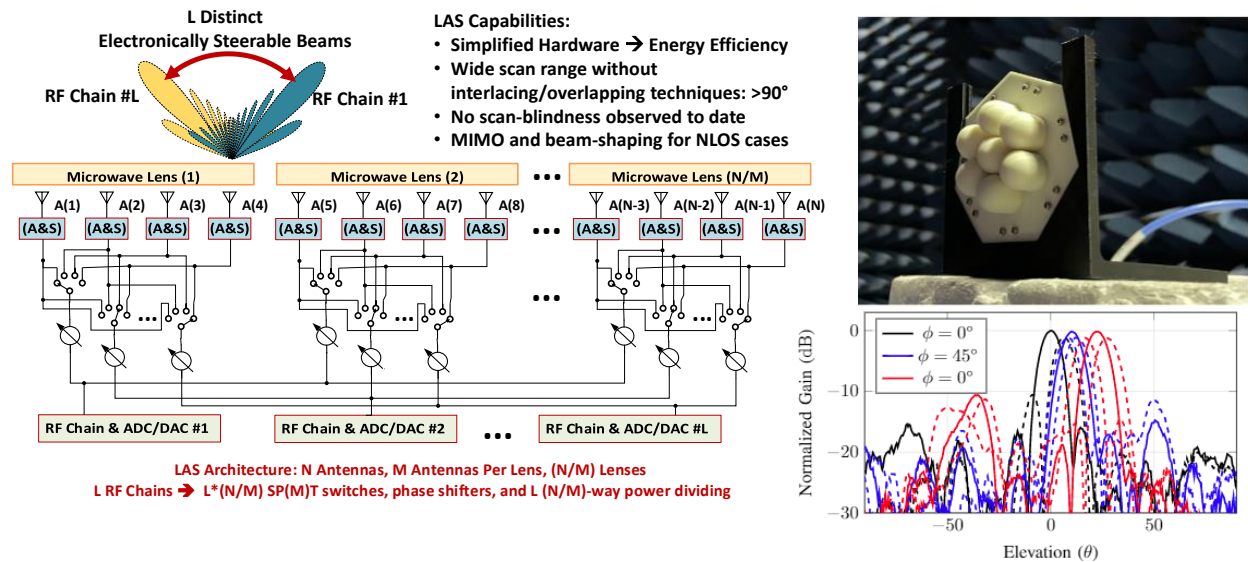 L Distinct
Electronically Steerable Beams
RF Chain #L
RF Chain #1
LAS Capabilities:
• Simplified Hardware → Energy Efficiency
• Wide scan range without
interlacing/overlapping techniques: >90°
• No scan-blindness observed to date
• MIMO and beam-shaping for NLOS cases
Microwave Lens (1)
Microwave Lens (2)
•••
Microwave Lens (N/M)
A(1)
A(2)
A(3)
A(4)
A(5)
A(6)
A(7)
A(8)
A(N-3)
A(N-2)
A(N-1)
A(N)
(A&S)
(A&S)
(A&S)
(A&S)
(A&S)
(A&S)
(A&S)
(A&S)
(A&S)
(A&S)
(A&S)
(A&S)
•••
•••
•••
•••
RF Chain & ADC/DAC #1
RF Chain & ADC/DAC #2
•••
RF Chain & ADC/DAC #L
LAS Architecture: N Antennas, M Antennas Per Lens, (N/M) Lenses
L RF Chains → L*(N/M) SP(M)T switches, phase shifters, and L (N/M)-way power dividing
Normalized Gain (dB)
0
−10
−20
−30
ϕ = 0°
ϕ = 45°
ϕ = 0°
−50
0
50
Elevation (θ)